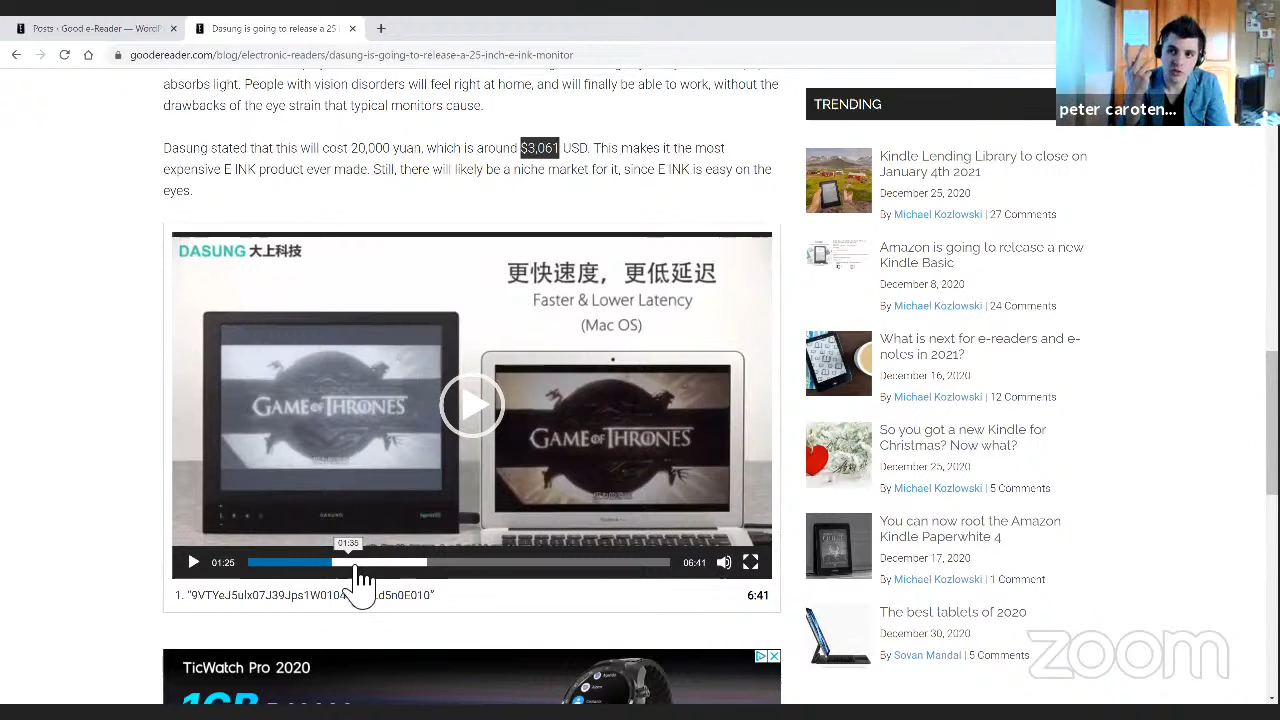 Posts ‹ Good e-Reader — WordPr
Dasung is going to release a 25 i
goodereader.com/blog/electronic-readers/dasung-is-going-to-release-a-25-inch-e-ink-monitor
peter caroten...
absorbs light. People with vision disorders will feel right at home, and will finally be able to work, without the
drawbacks of the eye strain that typical monitors cause.
Dasung stated that this will cost 20,000 yuan, which is around $3,061 USD. This makes it the most
expensive E INK product ever made. Still, there will likely be a niche market for it, since E INK is easy on the
eyes.
DASUNG 大上科技
更快速度，更低延迟
Faster & Lower Latency
(Mac OS)
GAME OF THRONES
GAME OF THRONES
DASUNG
01:35
01:25
06:41
6:41
TicWatch Pro 2020
TRENDING
Kindle Lending Library to close on
January 4th 2021
December 25, 2020
By Michael Kozlowski | 27 Comments
Amazon is going to release a new
Kindle Basic
December 8, 2020
By Michael Kozlowski | 24 Comments
What is next for e-readers and e-
notes in 2021?
December 16, 2020
By Michael Kozlowski | 12 Comments
So you got a new Kindle for
Christmas? Now what?
December 25, 2020
By Michael Kozlowski | 5 Comments
You can now root the Amazon
Kindle Paperwhite 4
December 17, 2020
By Michael Kozlowski | 1 Comment
The best tablets of 2020
December 30, 2020
By Sovan Mandal | 5 Comments
zoom